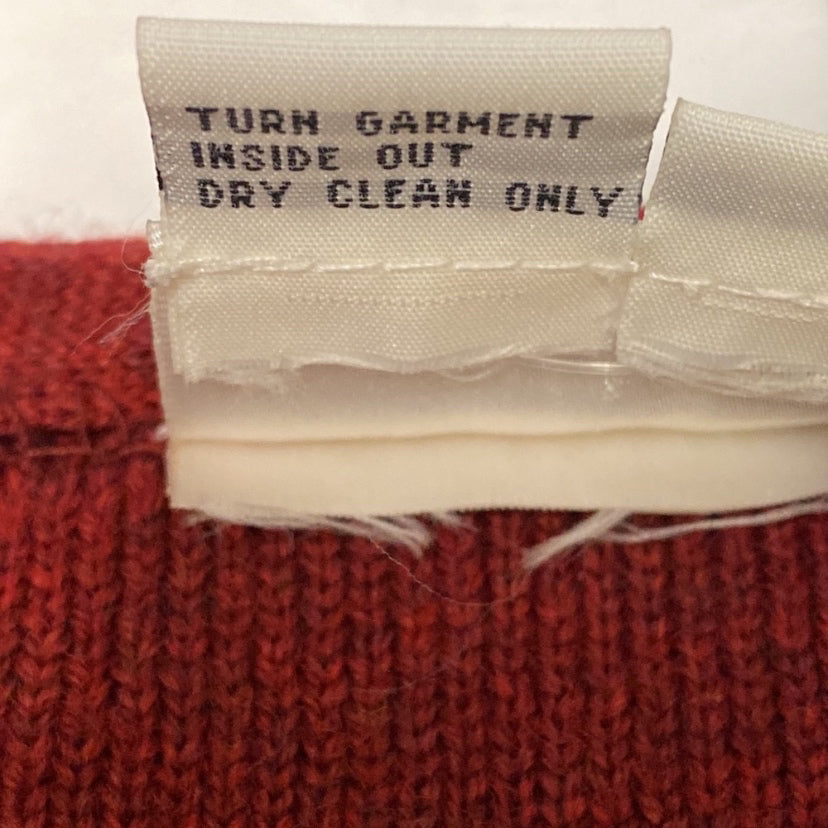 TURN GARMENT
INSIDE OUT
DRY CLEAN ONLY